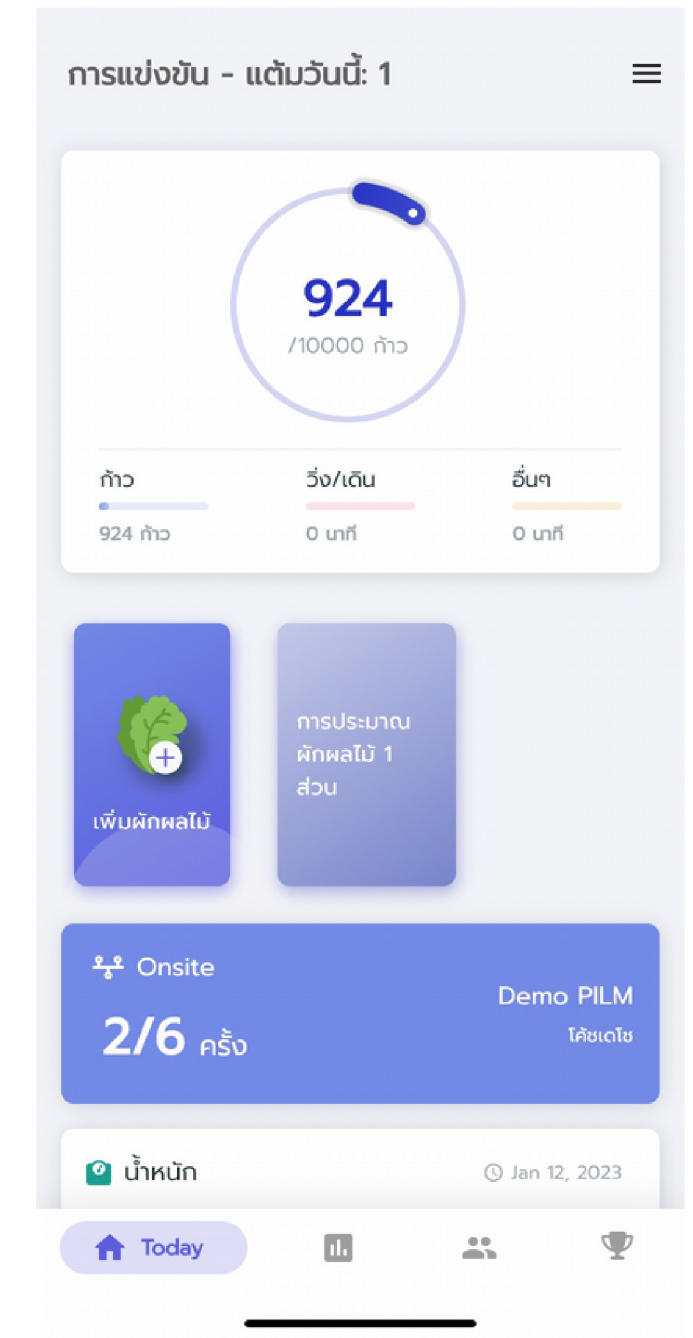 การแข่งขัน - แต้มวันนี้: 1
924
/10000 ก้าว
ก้าว วิ่ง/เดิน อื่นๆ
924 ก้าว 0 นาที 0 นาที
เพิ่มผักผลไม้
การประมาณ
ผักผลไม้ 1
ส่วน
Onsite
2/6 ครั้ง
Demo PILM
โค้ชเดโช
น้ำหนัก Jan 12, 2023
Today